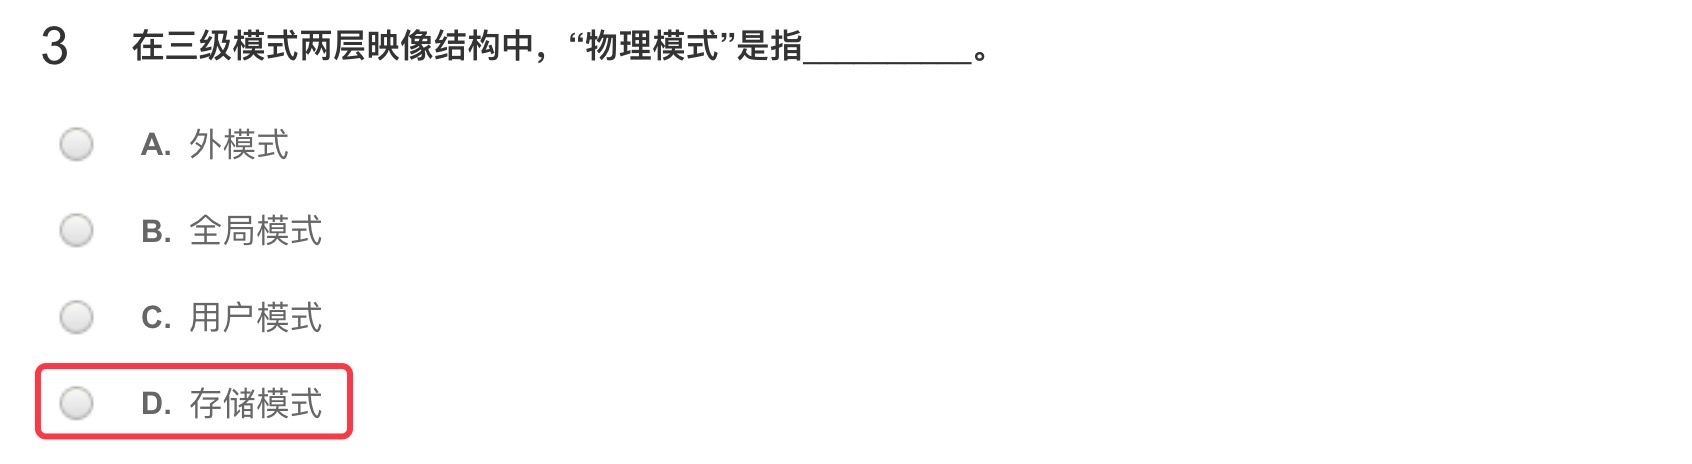 3 在三级模式两层映像结构中，“物理模式”是指__________。
A. 外模式
B. 全局模式
C. 用户模式
D. 存储模式